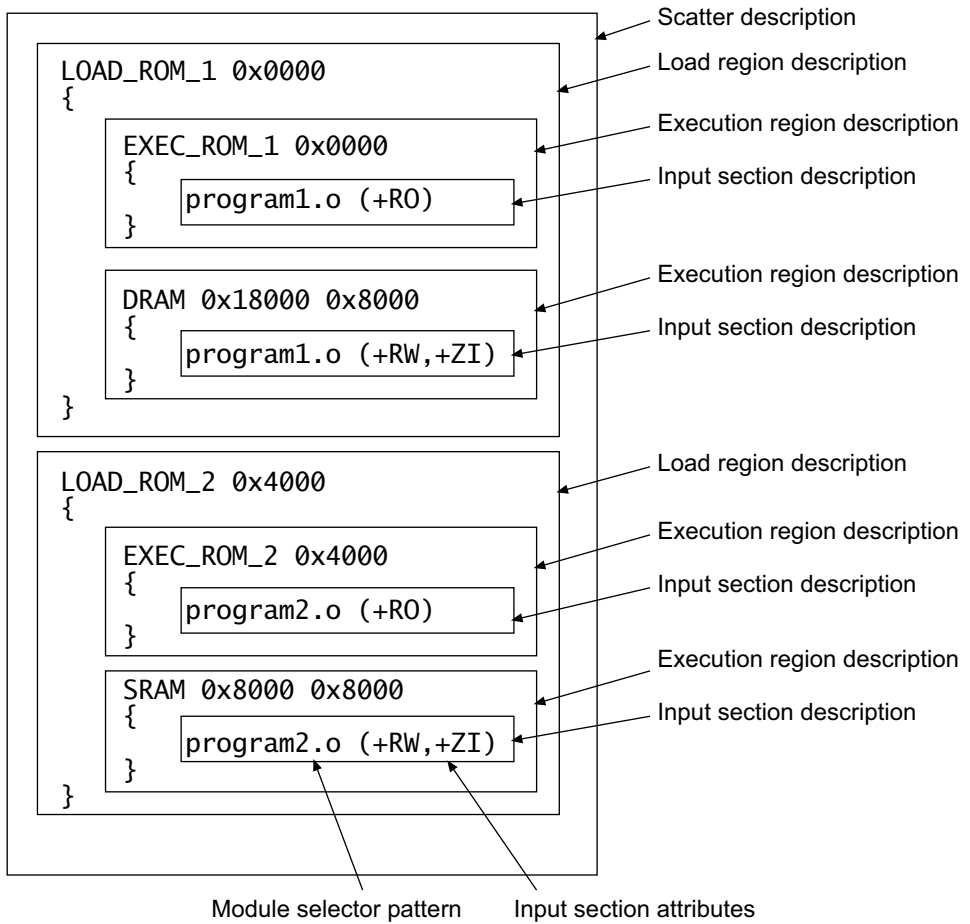 Scatter description
LOAD_ROM_1 0x0000
Load region description
{
EXEC_ROM_1 0x0000
Execution region description
{
program1.o (+RO)
Input section description
}
DRAM 0x18000 0x8000
Execution region description
{
program1.o (+RW,+ZI)
Input section description
}
}
LOAD_ROM_2 0x4000
Load region description
{
EXEC_ROM_2 0x4000
Execution region description
{
program2.o (+RO)
Input section description
}
SRAM 0x8000 0x8000
Execution region description
{
program2.o (+RW,+ZI)
Input section description
}
}
Module selector pattern
Input section attributes